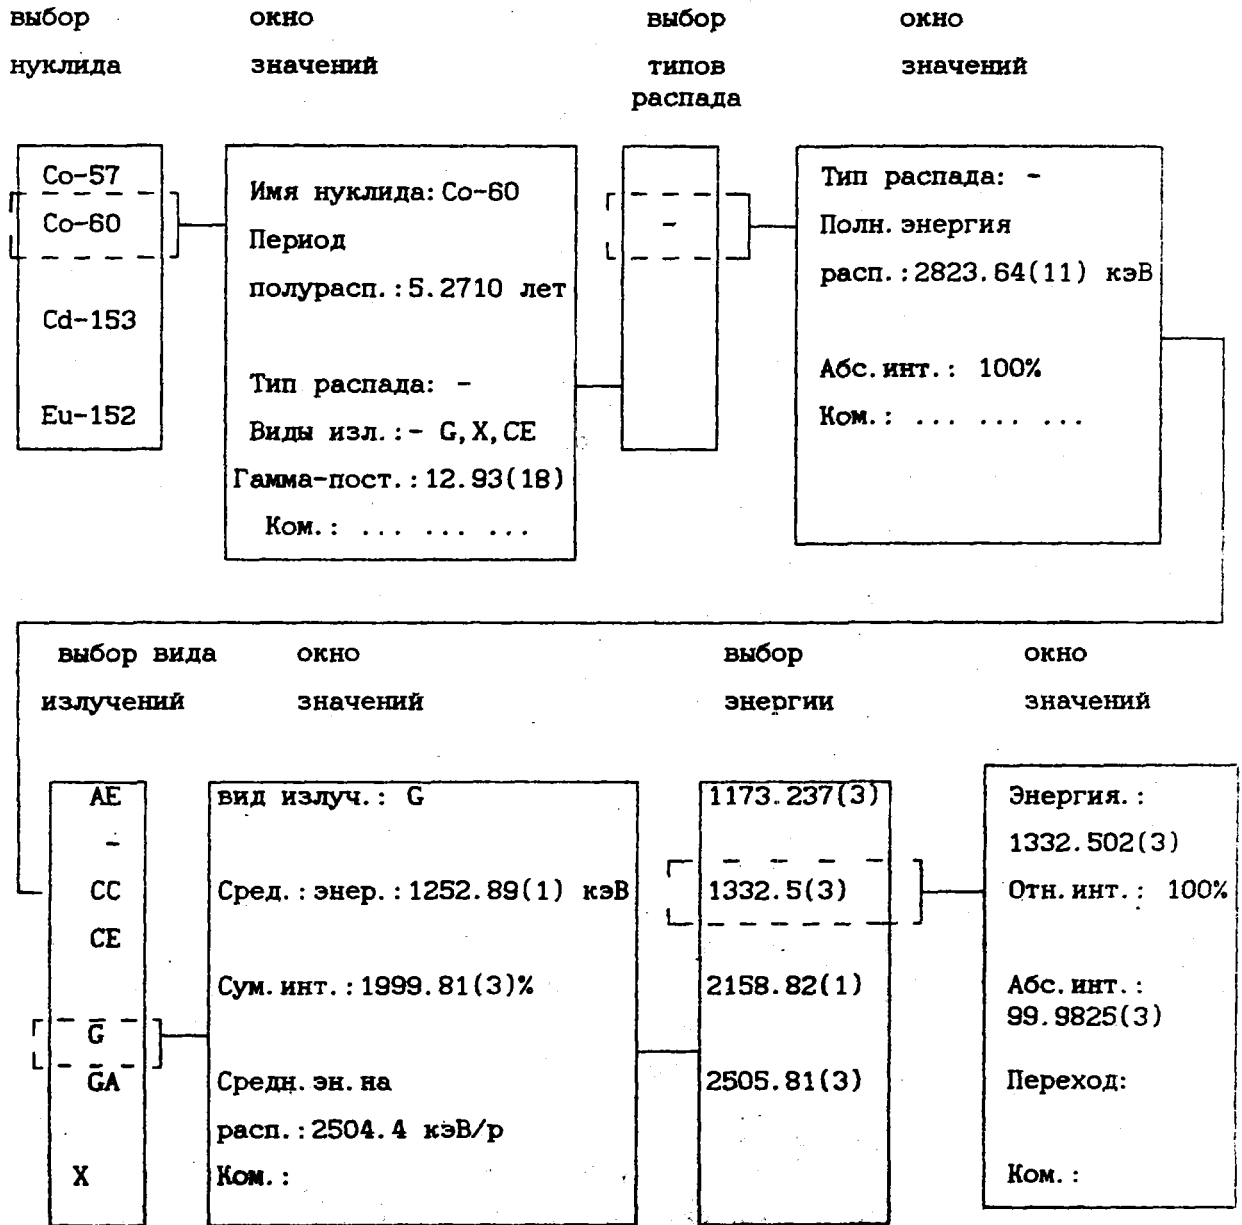 выбор
нуклида
окно
значений
выбор
типов
распада
окно
значений
Co-57
Co-60
Cd-153
Eu-152
Имя нуклида: Co-60
Период
полурасп.:5.2710 лет
Тип распада: -
Виды изл.:- G,X,CE
Гамма-пост.:12.93(18)
Ком.: ... ... ...
-
Тип распада: -
Полн.энергия
расп.:2823.64(11) кэВ
Абс.инт.: 100%
Ком.: ... ... ...
выбор вида
излучений
окно
значений
выбор
энергии
окно
значений
AE
-
CC
CE
G
GA
X
вид излуч.: G
Сред.:энер.:1252.89(1) кэВ
Сум.инт.:1999.81(3)%
Средн.эн.на
расп.:2504.4 кэВ/р
Ком.:
1173.237(3)
1332.5(3)
2158.82(1)
2505.81(3)
Энергия.:
1332.502(3)
Отн.инт.: 100%
Абс.инт.:
99.9825(3)
Переход:
Ком.: